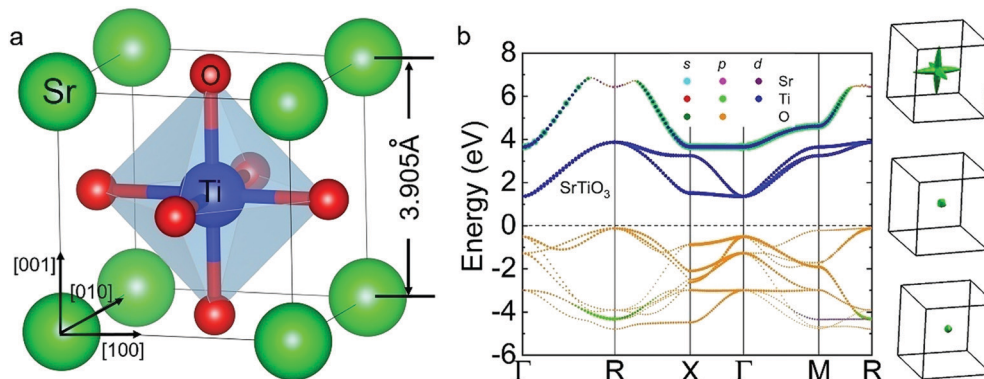 a
Sr
O
Ti
3.905Å
[001]
[010]
[100]
b
8
6
4
2
0
-2
-4
-6
Energy (eV)
s p d
Sr
Ti
O
SrTiO3
Γ R X Γ M R